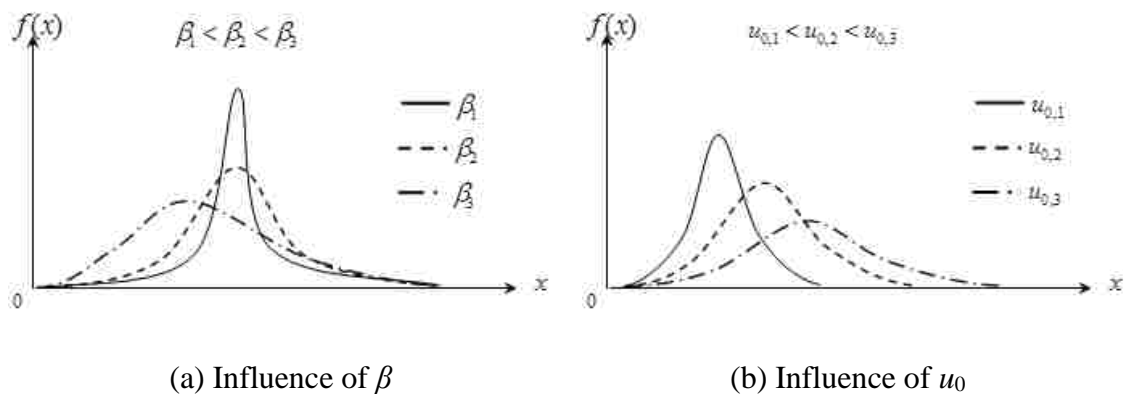 f(x)
β₁ < β₂ < β₃
β₁
β₂
β₃
0
x
(a) Influence of β
f(x)
u₀,₁ < u₀,₂ < u₀,₃
u₀,₁
u₀,₂
u₀,₃
0
x
(b) Influence of u₀